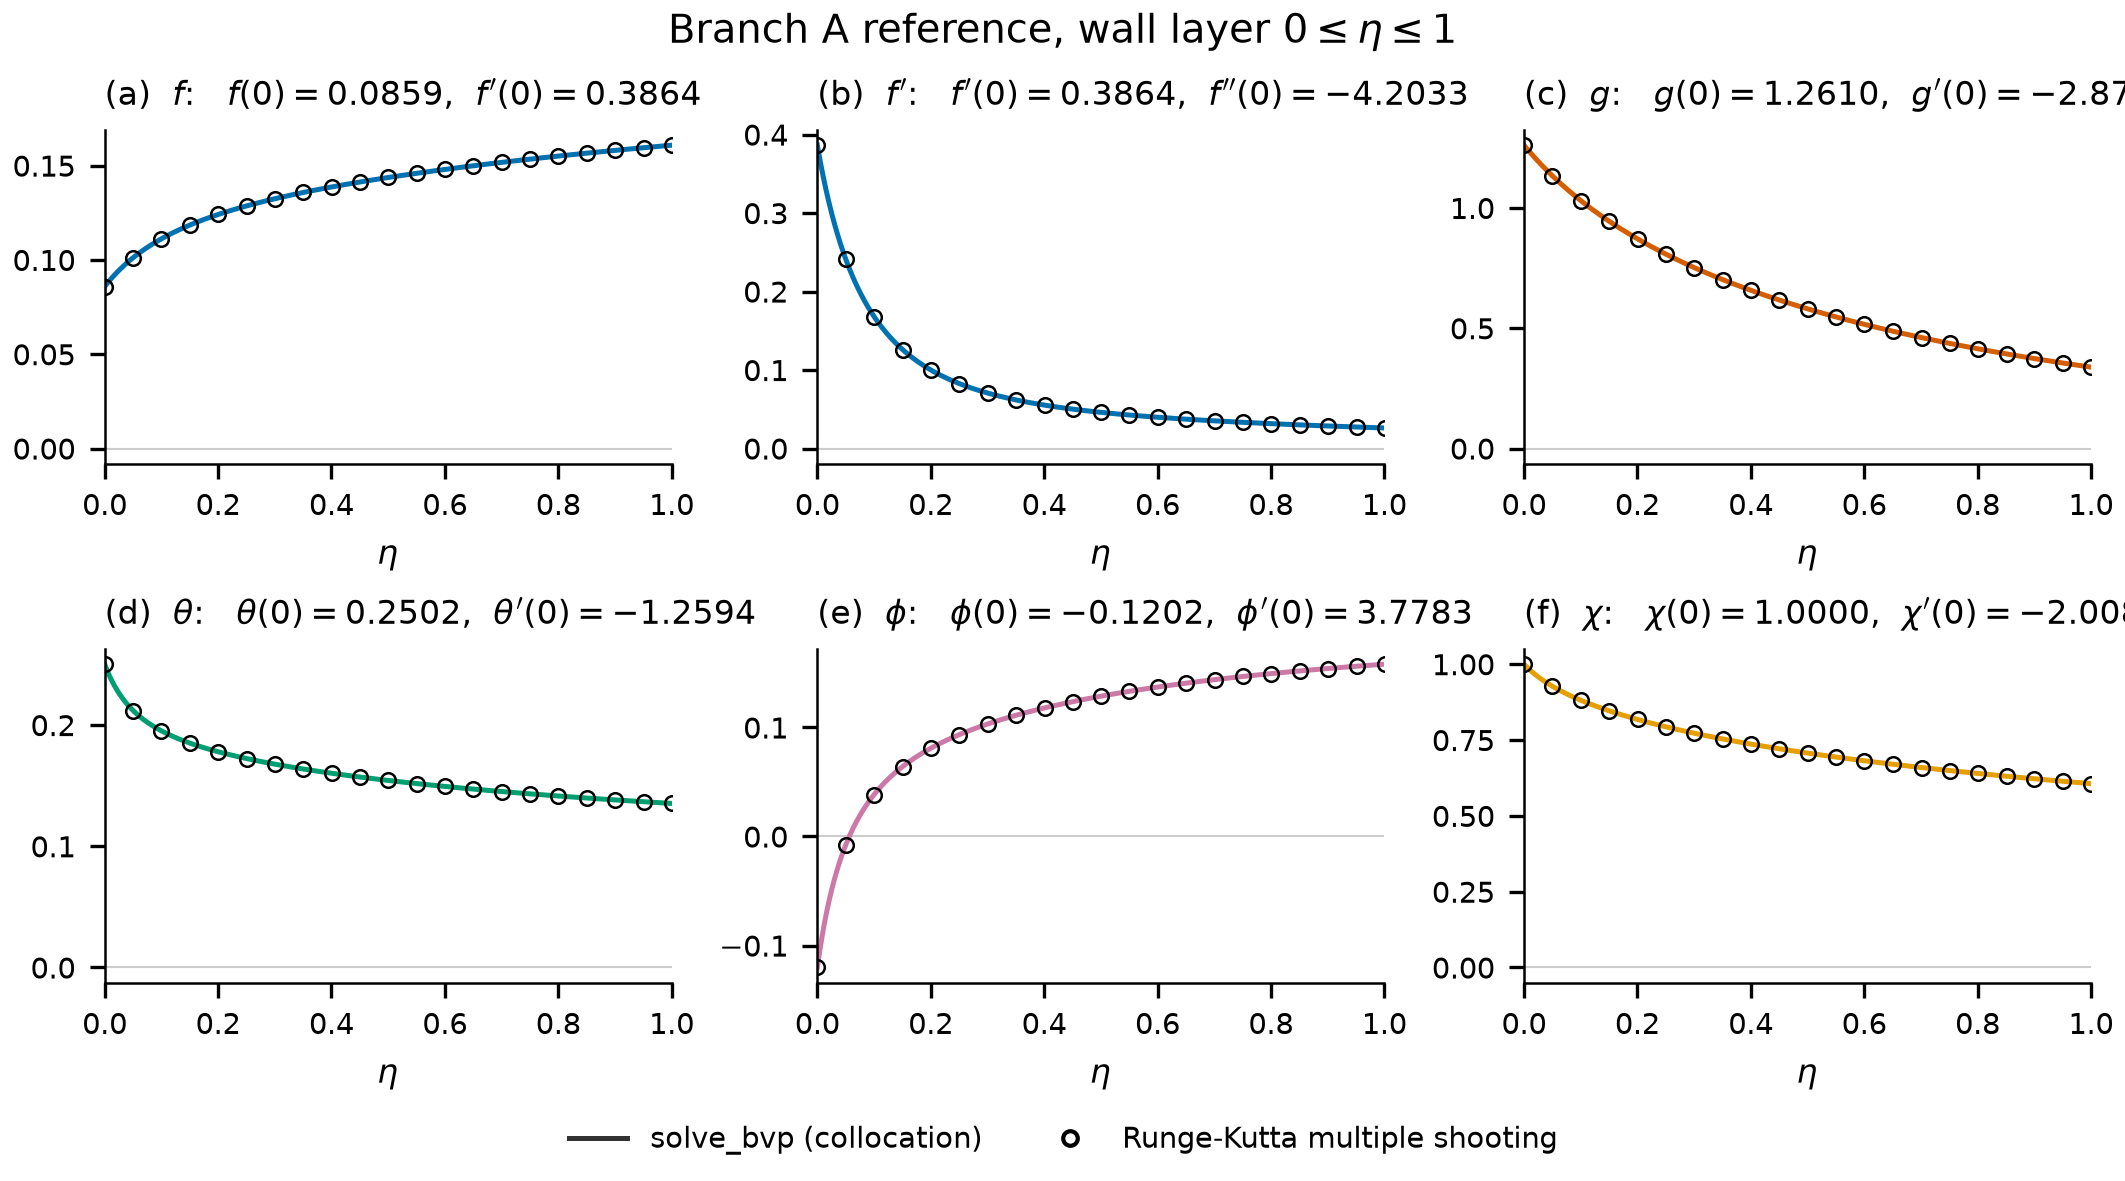 Branch A reference, wall layer 0 ≤ η ≤ 1
(a) f: f(0) = 0.0859, f′(0) = 0.3864
0.15
0.10
0.05
0.00
0.0 0.2 0.4 0.6 0.8 1.0
η
(b) f′: f′(0) = 0.3864, f″(0) = −4.2033
0.4
0.3
0.2
0.1
0.0
0.0 0.2 0.4 0.6 0.8 1.0
η
(c) g: g(0) = 1.2610, g′(0) = −2.87
1.0
0.5
0.0
0.0 0.2 0.4 0.6 0.8 1.0
η
(d) θ: θ(0) = 0.2502, θ′(0) = −1.2594
0.2
0.1
0.0
0.0 0.2 0.4 0.6 0.8 1.0
η
(e) ϕ: ϕ(0) = −0.1202, ϕ′(0) = 3.7783
0.1
0.0
−0.1
0.0 0.2 0.4 0.6 0.8 1.0
η
(f) χ: χ(0) = 1.0000, χ′(0) = −2.008
1.00
0.75
0.50
0.25
0.00
0.0 0.2 0.4 0.6 0.8 1.0
η
solve_bvp (collocation)
Runge-Kutta multiple shooting